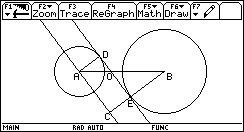 F1▼ F2▼ F3 F4 F5▼ F6▼ F7▼
Zoom Trace ReGraph Math Draw
D
A O B
E
C
MAIN RAD AUTO FUNC